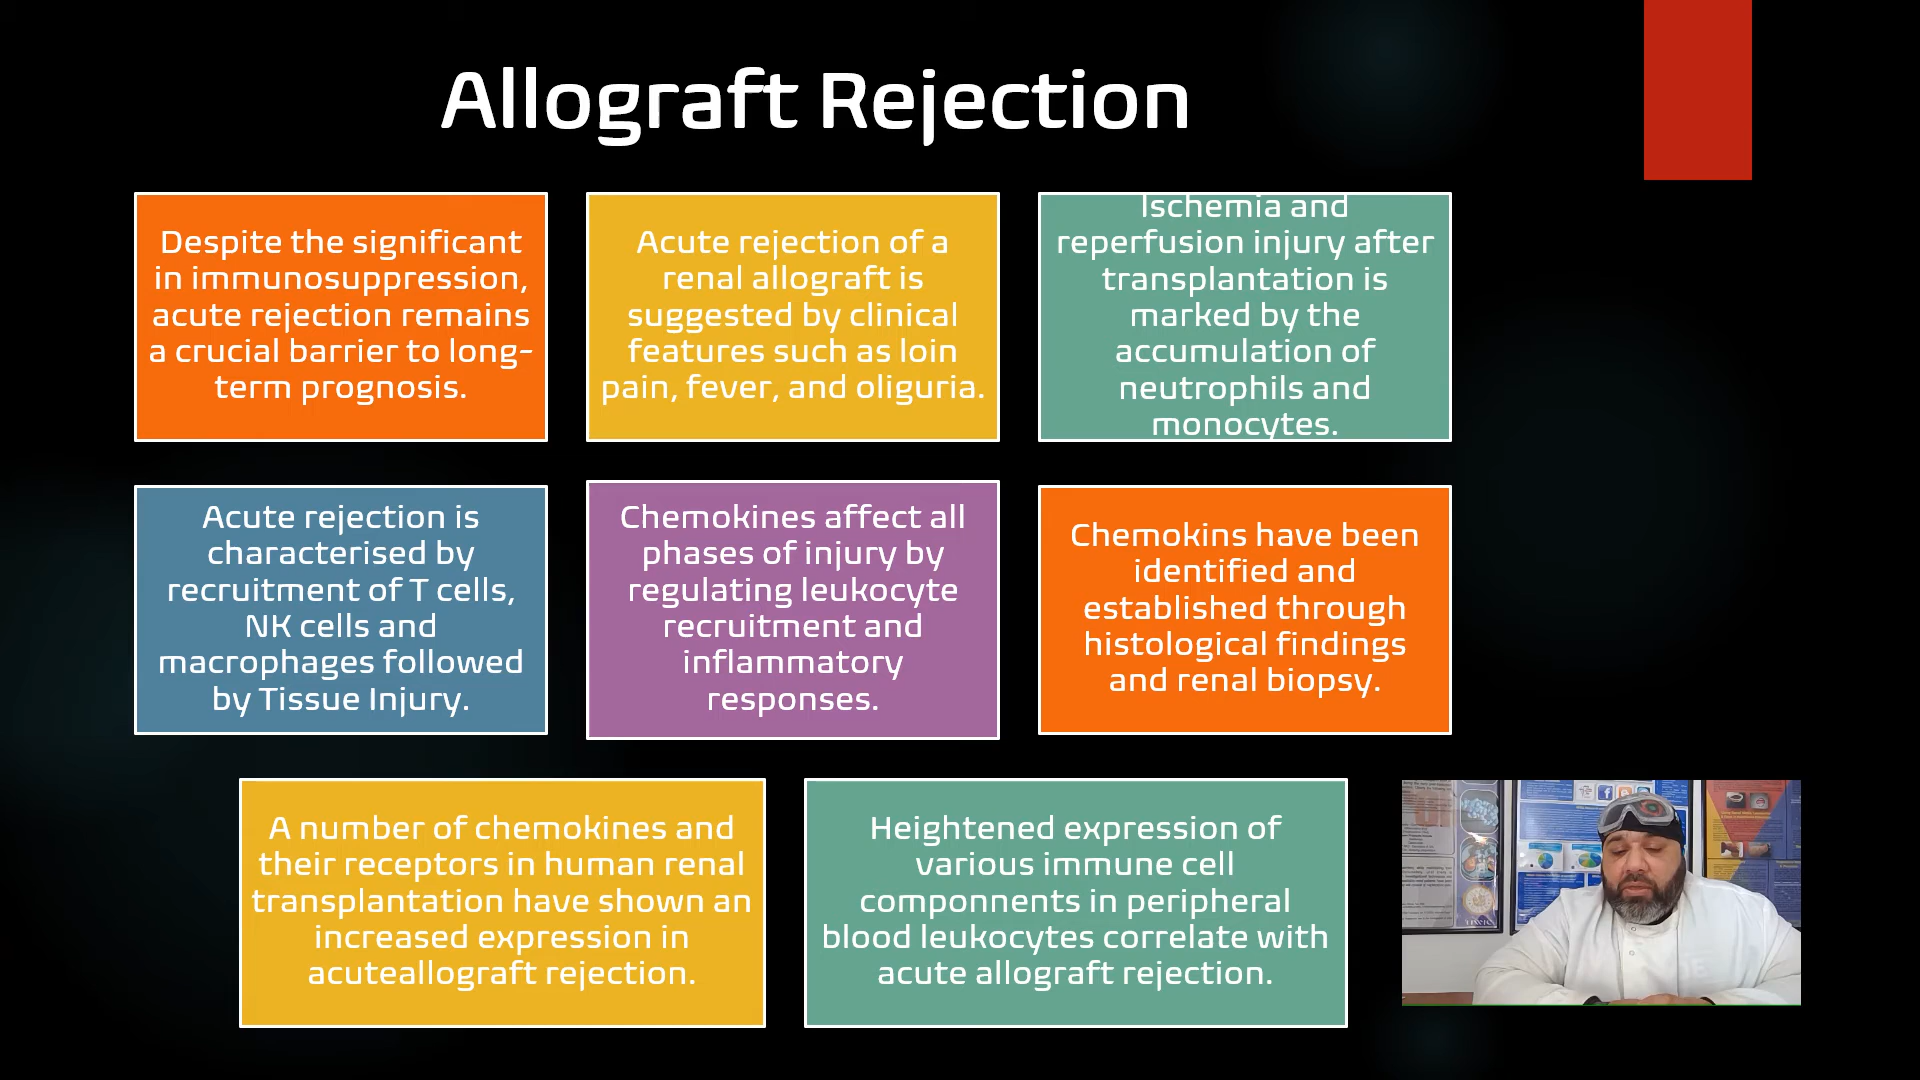 Allograft Rejection
Despite the significant
in immunosuppression,
acute rejection remains
a crucial barrier to long-
term prognosis.
Acute rejection of a
renal allograft is
suggested by clinical
features such as loin
pain, fever, and oliguria.
Ischemia and
reperfusion injury after
transplantation is
marked by the
accumulation of
neutrophils and
monocytes.
Acute rejection is
characterised by
recruitment of T cells,
NK cells and
macrophages followed
by Tissue Injury.
Chemokines affect all
phases of injury by
regulating leukocyte
recruitment and
inflammatory
responses.
Chemokins have been
identified and
established through
histological findings
and renal biopsy.
A number of chemokines and
their receptors in human renal
transplantation have shown an
increased expression in
acuteallograft rejection.
Heightened expression of
various immune cell
componnents in peripheral
blood leukocytes correlate with
acute allograft rejection.